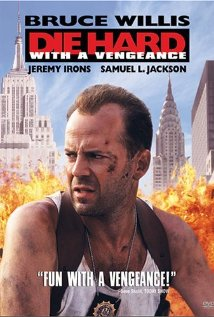 BRUCE WILLIS
DIE HARD
WITH A VENGEANCE
JEREMY IRONS SAMUEL L. JACKSON
"FUN WITH A VENGEANCE!"